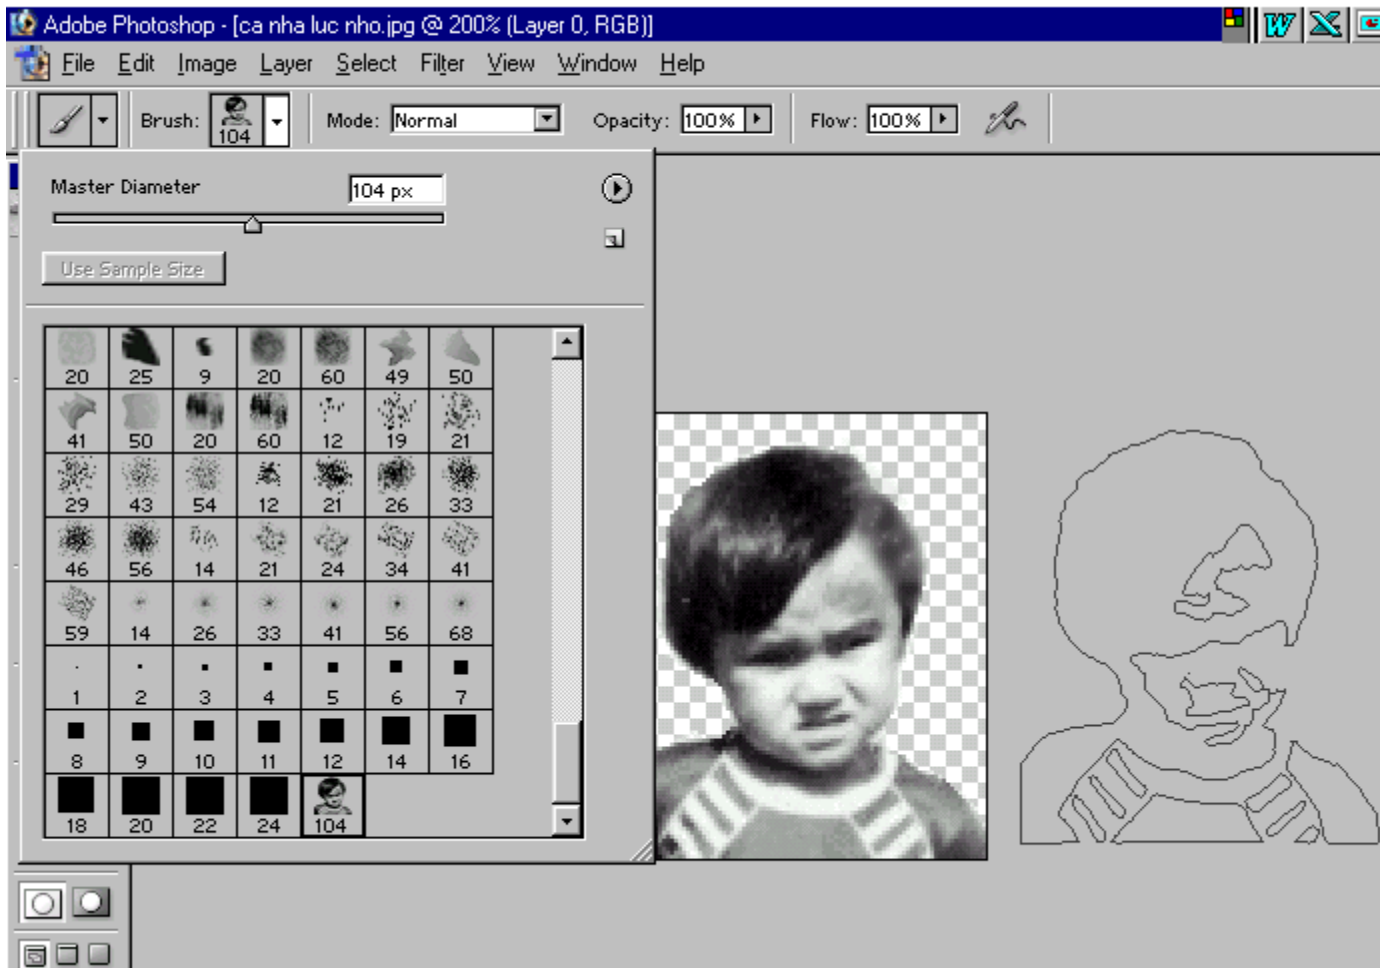 Adobe Photoshop - [ca nha luc nho.jpg @ 200% (Layer 0, RGB)]
File Edit Image Layer Select Filter View Window Help
Brush: 104 Mode: Normal Opacity: 100% Flow: 100%
Master Diameter 104 px
Use Sample Size
20 25 9 20 60 49 50
41 50 20 60 12 19 21
29 43 54 12 21 26 33
46 56 14 21 24 34 41
59 14 26 33 41 56 68
1 2 3 4 5 6 7
8 9 10 11 12 14 16
18 20 22 24 104